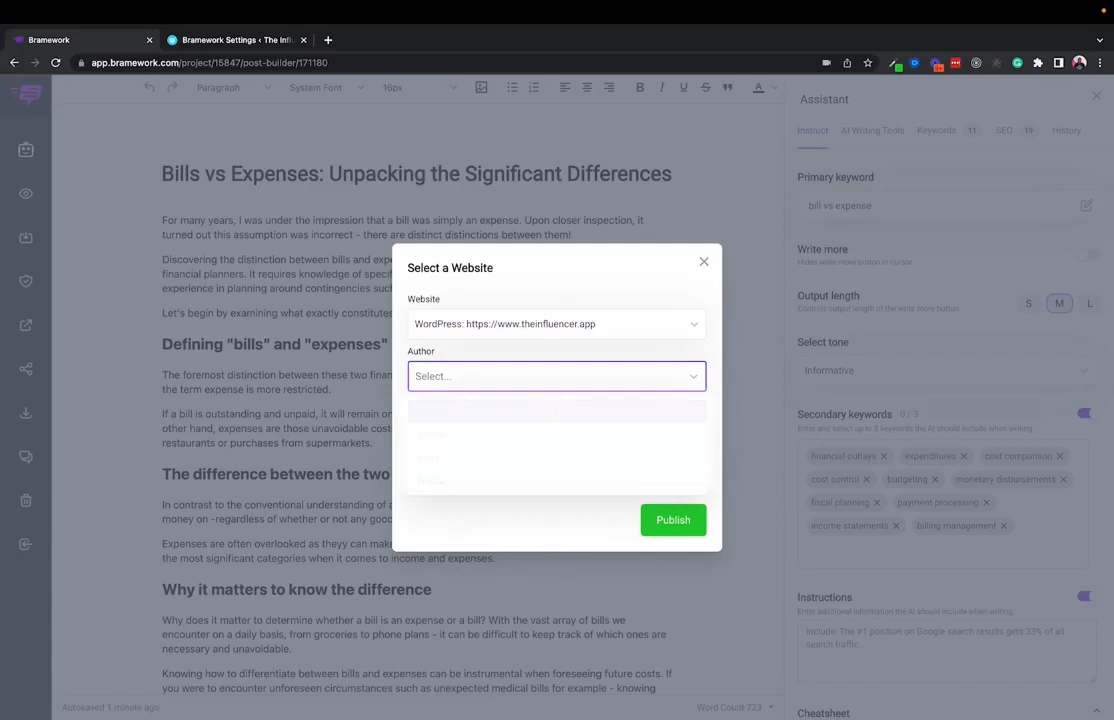 Bramework
Bramework Settings < The Infl
app.bramework.com/project/15847/post-builder/171180
Paragraph
System Font
16px
B I U S A
Bills vs Expenses: Unpacking the Significant Differences
For many years, I was under the impression that a bill was simply an expense. Upon closer inspection, it
turned out this assumption was incorrect - there are distinct distinctions between them!
Discovering the distinction between bills and expe
financial planners. It requires knowledge of specif
experience in planning around contingencies suc
Let's begin by examining what exactly constitutes
Defining "bills" and "expenses"
The foremost distinction between these two finan
the term expense is more restricted.
If a bill is outstanding and unpaid, it will remain on
other hand, expenses are those unavoidable cost
restaurants or purchases from supermarkets.
The difference between the two
In contrast to the conventional understanding of a
money on -regardless of whether or not any good
Expenses are often overlooked as theyy can make
the most significant categories when it comes to income and expenses.
Why it matters to know the difference
Why does it matter to determine whether a bill is an expense or a bill? With the vast array of bills we
encounter on a daily basis, from groceries to phone plans - it can be difficult to keep track of which ones are
necessary and unavoidable.
Knowing how to differentiate between bills and expenses can be instrumental when foreseeing future costs. If
you were to encounter unforeseen circumstances such as unexpected medical bills for example - knowing
Autosaved 1 minute ago
Word Count 723
Select a Website
Website
WordPress: https://www.theinfluencer.app
Author
Select...
Publish
Assistant
Instruct
AI Writing Tools
Keywords 11
SEO 19
History
Primary keyword
bill vs expense
Write more
Hides write more button in cursor.
Output length
S M L
Controls output length of the write more button.
Select tone
Informative
Secondary keywords 0 / 3
Enter and select up to 3 keywords the AI should include when writing.
financial outlays
expenditures
cost comparison
cost control
budgeting
monetary disbursements
fiscal planning
payment processing
income statements
billing management
Instructions
Enter additional information the AI should include when writing.
Include: The #1 position on Google search results gets 33% of all
search traffic...
Cheatsheet